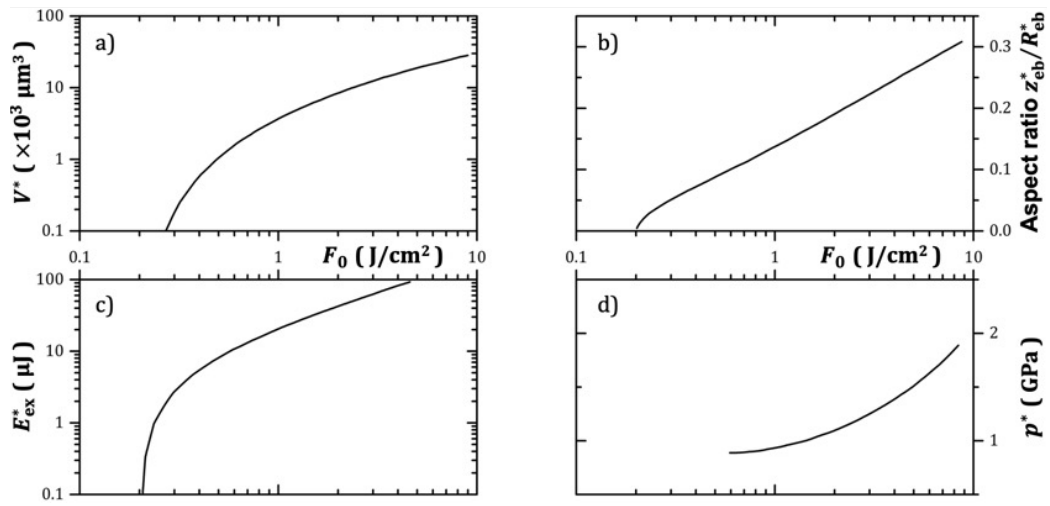 a)
100
10
1
0.1
V* ( ×10³ μm³ )
0.1
1
10
F₀ ( J/cm² )
b)
0.3
0.2
0.1
0.0
Aspect ratio z*eb/R*eb
0.1
1
10
F₀ ( J/cm² )
c)
100
10
1
0.1
E*ex ( μJ )
d)
2
1
p* ( GPa )